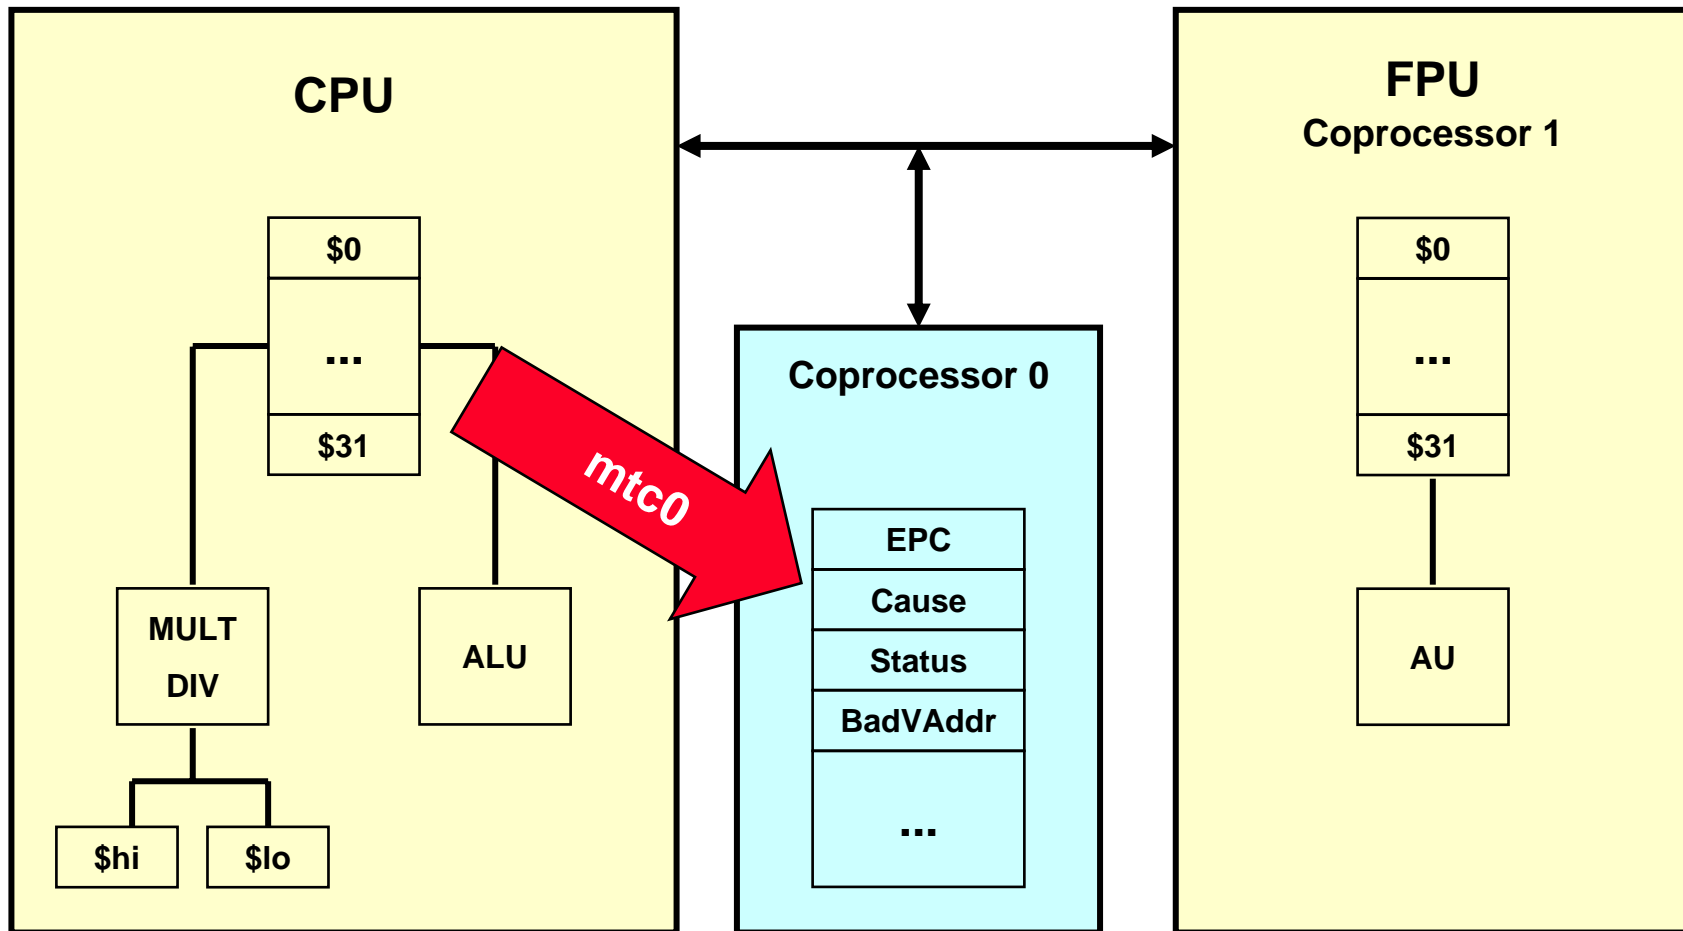 CPU
$0
...
$31
MULT
DIV
ALU
$hi
$lo
mtc0
Coprocessor 0
EPC
Cause
Status
BadVAddr
...
FPU
Coprocessor 1
$0
...
$31
AU